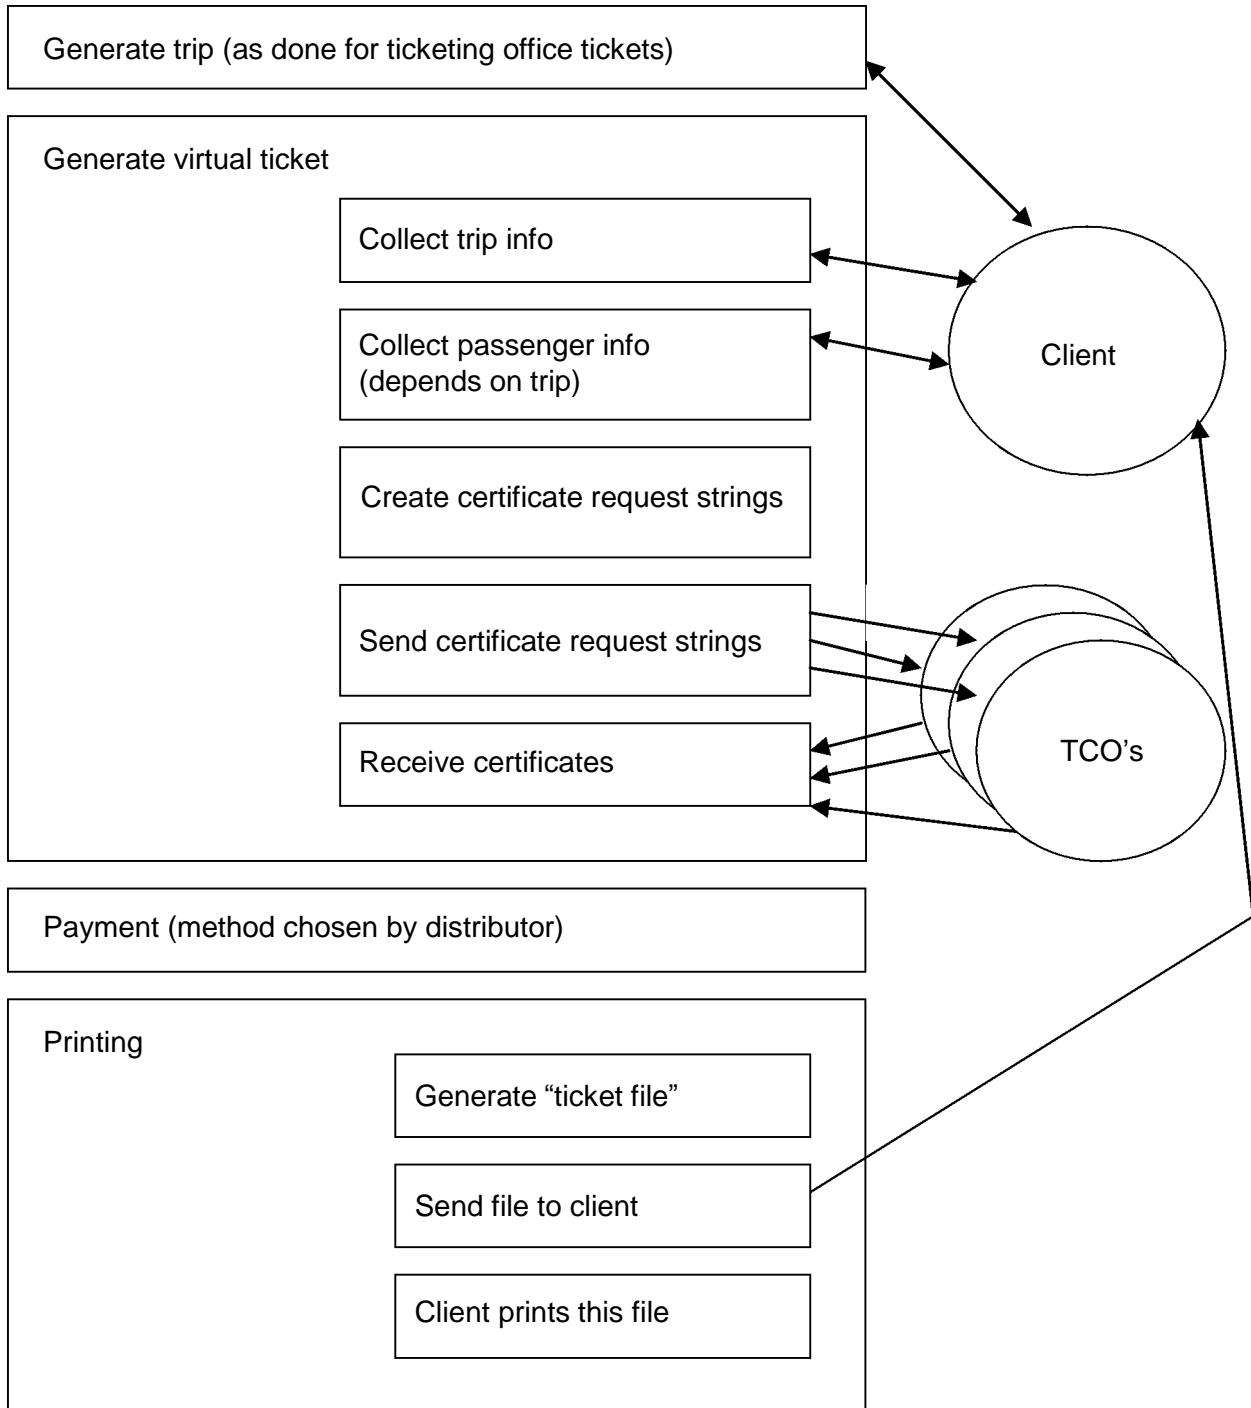 Generate trip (as done for ticketing office tickets)
Generate virtual ticket
Collect trip info
Collect passenger info
(depends on trip)
Client
Create certificate request strings
Send certificate request strings
TCO’s
Receive certificates
Payment (method chosen by distributor)
Printing
Generate “ticket file”
Send file to client
Client prints this file